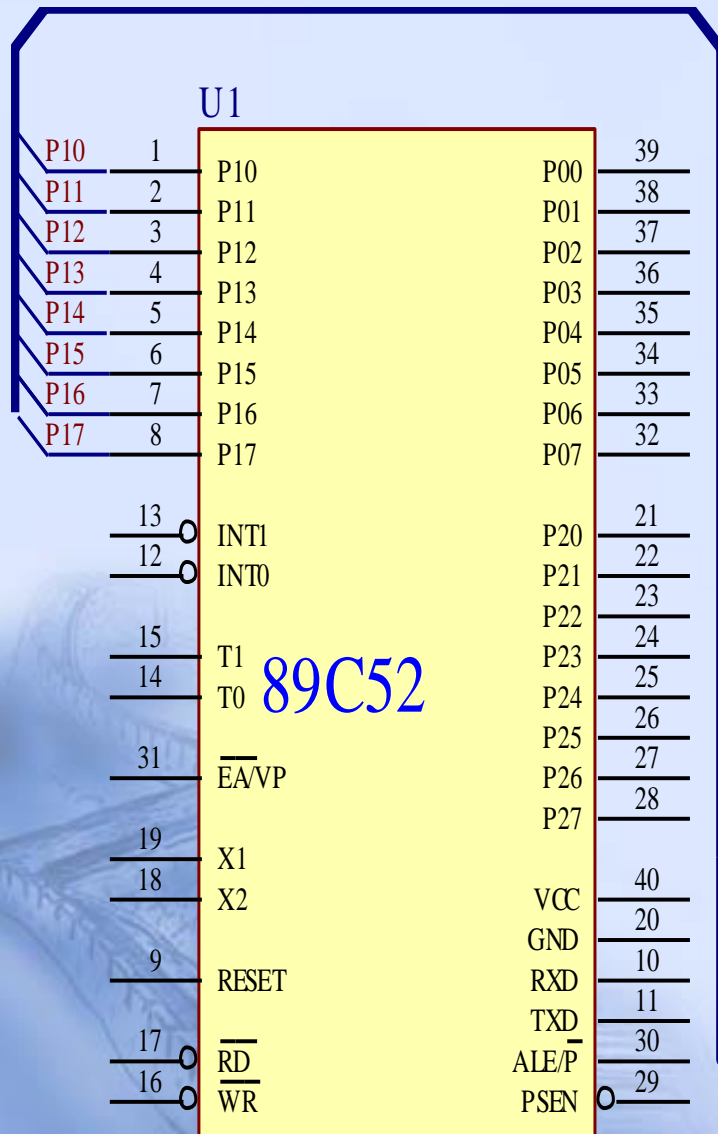 U1
P10 1 P10 P00 39
P11 2 P11 P01 38
P12 3 P12 P02 37
P13 4 P13 P03 36
P14 5 P14 P04 35
P15 6 P15 P05 34
P16 7 P16 P06 33
P17 8 P17 P07 32
13 INT1 P20 21
12 INT0 P21 22
P22 23
15 T1 P23 24
14 T0 89C52 P24 25
P25 26
31 E̅A̅/VP P26 27
P27 28
19 X1
18 X2 VCC 40
GND 20
9 RESET RXD 10
TXD 11
17 R̅D̅ ALE/P̅ 30
16 W̅R̅ PSEN 29